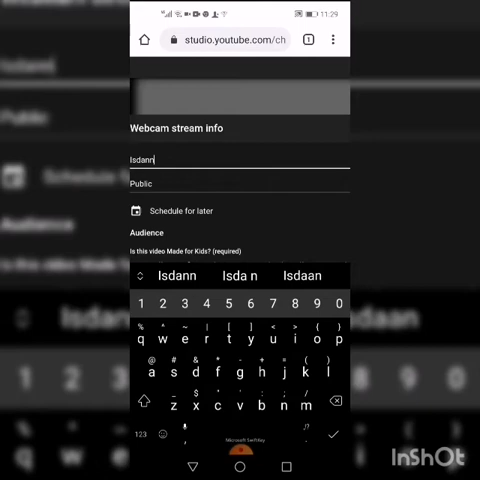 11:29
studio.youtube.com/ch
1
Webcam stream info
Isdann
Public
Schedule for later
Audience
Is this video Made for Kids? (required)
Isdann Isda n Isdaan
1 2 3 4 5 6 7 8 9 0
% ^ ~ | [ ] < > { }
q w e r t y u i o p
@ # & * - + = ( )
a s d f g h j k l
_ $ " ' : ; /
z x c v b n m
123 , Microsoft SwiftKey .
InShOt